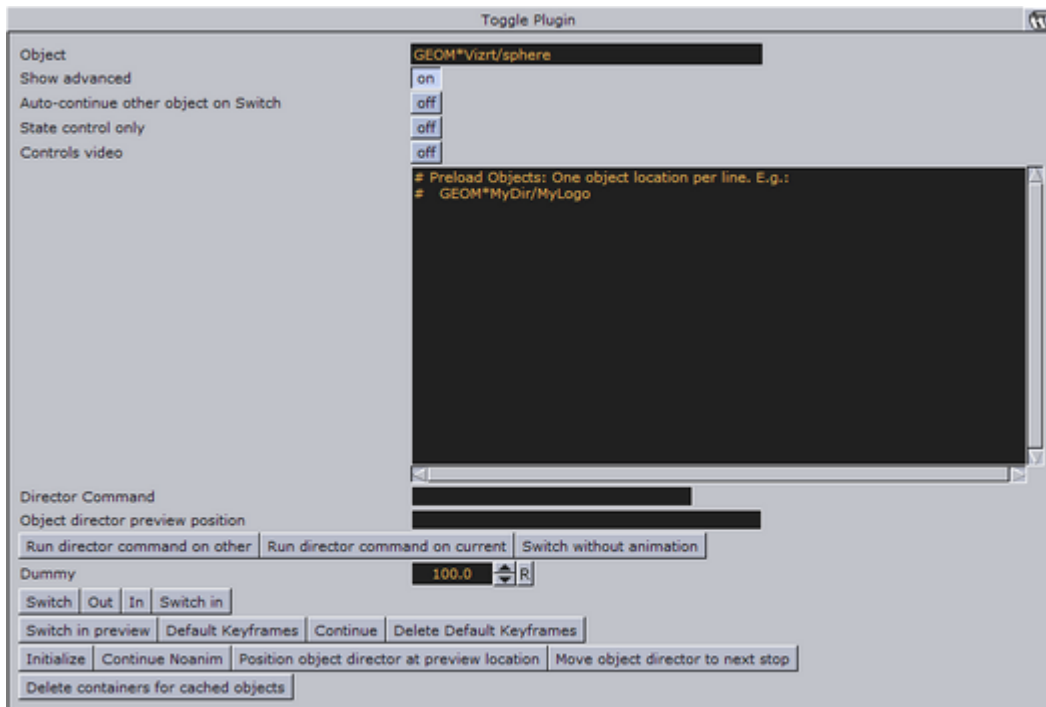 Toggle Plugin
Object GEOM*Vizrt/sphere
Show advanced on
Auto-continue other object on Switch off
State control only off
Controls video off
# Preload Objects: One object location per line. E.g.:
# GEOM*MyDir/MyLogo
Director Command
Object director preview position
Run director command on other Run director command on current Switch without animation
Dummy 100.0 R
Switch Out In Switch in
Switch in preview Default Keyframes Continue Delete Default Keyframes
Initialize Continue Noanim Position object director at preview location Move object director to next stop
Delete containers for cached objects